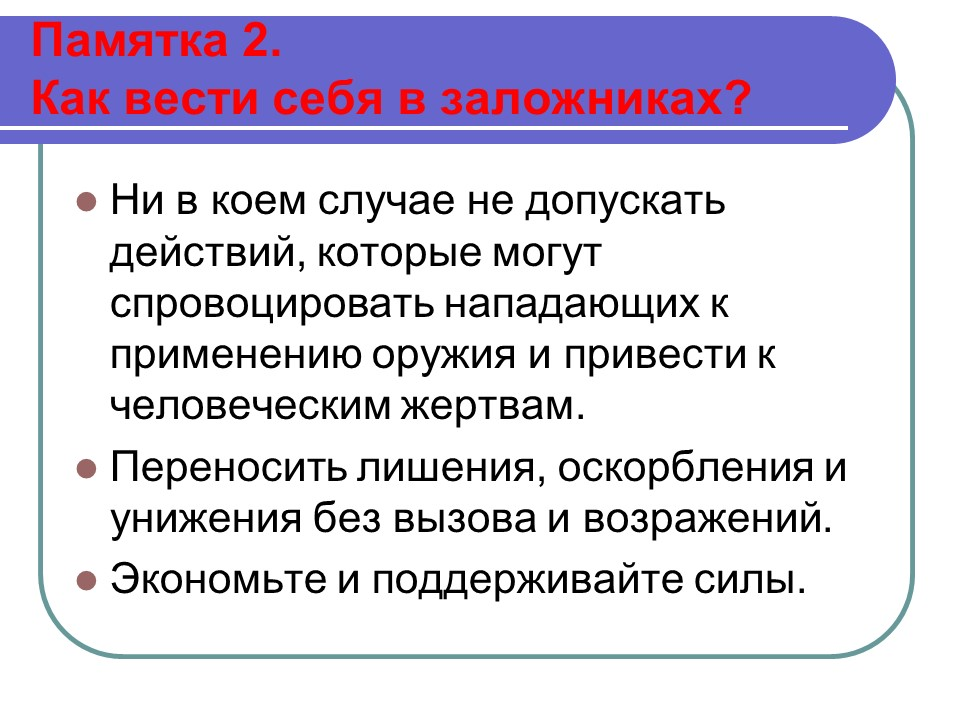 Памятка 2.
Как вести себя в заложниках?
Ни в коем случае не допускать
действий, которые могут
спровоцировать нападающих к
применению оружия и привести к
человеческим жертвам.
Переносить лишения, оскорбления и
унижения без вызова и возражений.
Экономьте и поддерживайте силы.